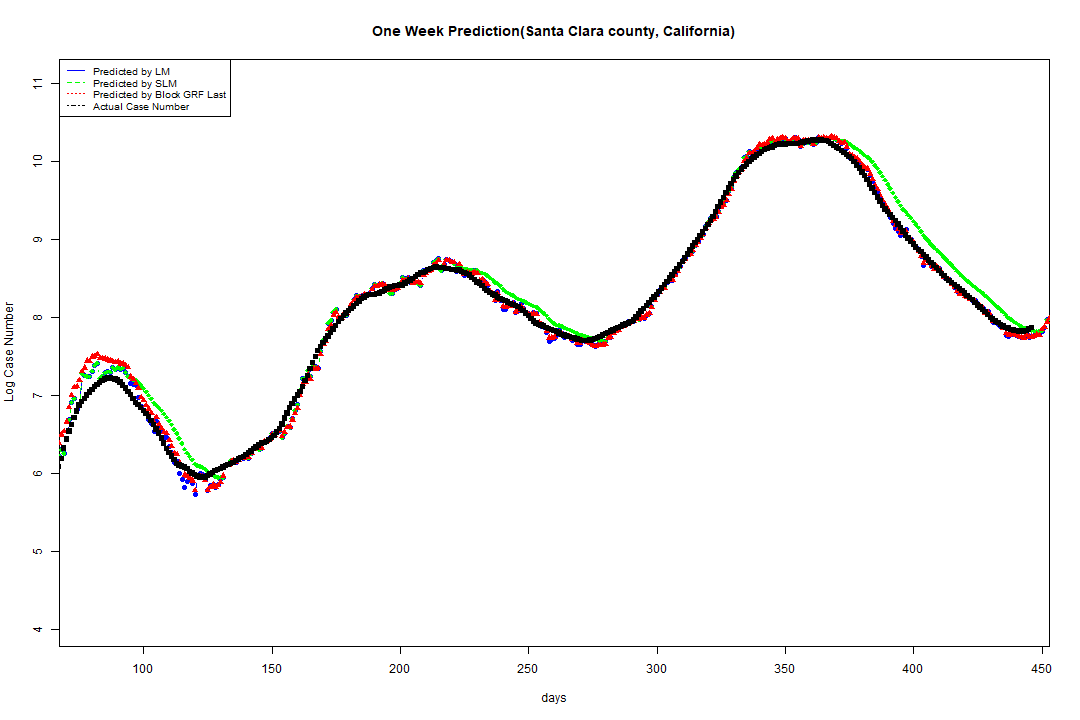 One Week Prediction(Santa Clara county, California)
Predicted by LM
Predicted by SLM
Predicted by Block GRF Last
Actual Case Number
Log Case Number
11
10
9
8
7
6
5
4
100 150 200 250 300 350 400 450
days